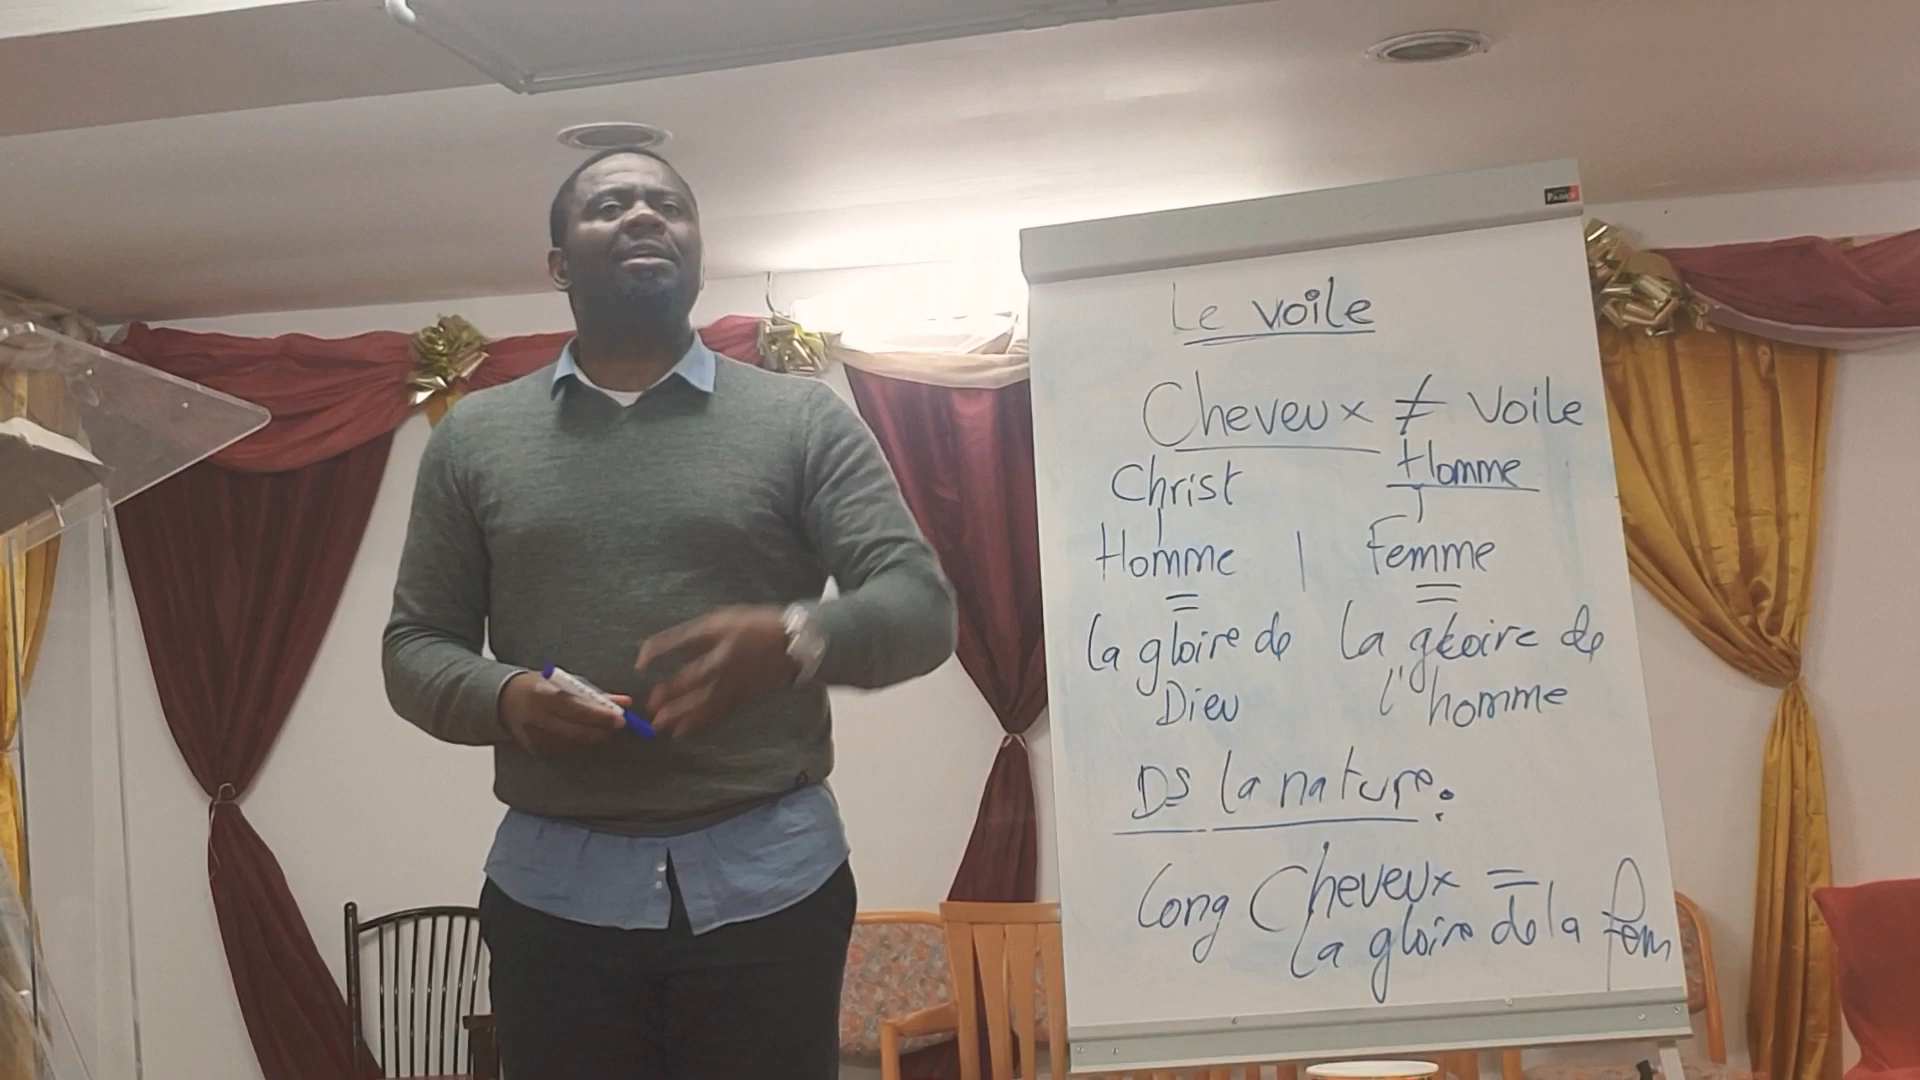 Le voile
Cheveux ≠ Voile
Christ Homme
Homme | Femme
= =
la gloire de la gloire de
Dieu l'homme
Ds la nature:
Long Cheveux =
la gloire de la fem